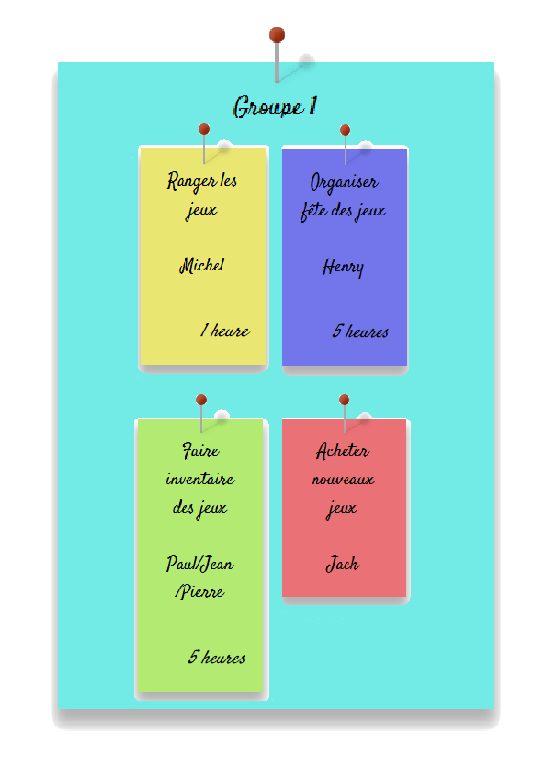 Groupe 1
Ranger les
jeux
Michel
1 heure
Organiser
fête des jeux
Henry
5 heures
Faire
inventaire
des jeux
Paul/Jean
/Pierre
5 heures
Acheter
nouveaux
jeux
Jach